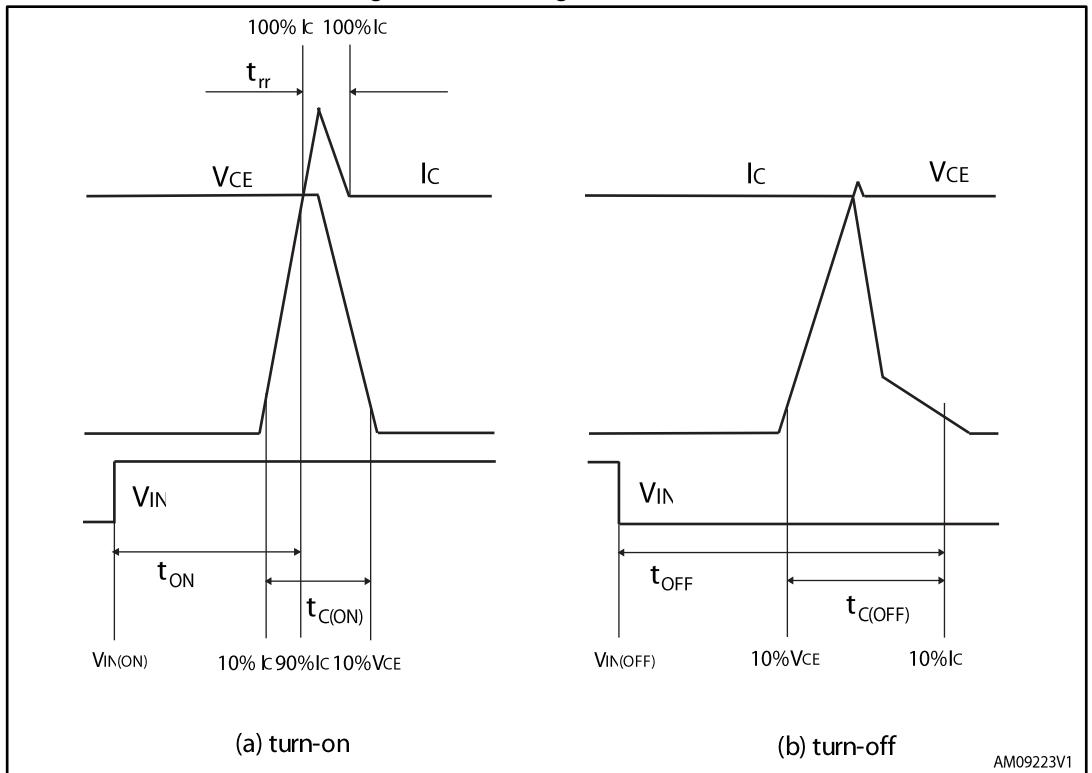 100% IC 100% IC
trr
VCE
IC
VIN
tON
tC(ON)
VIN(ON)
10% IC 90% IC 10% VCE
(a) turn-on
IC
VCE
VIN
tOFF
tC(OFF)
VIN(OFF)
10% VCE
10% IC
(b) turn-off
AM09223V1